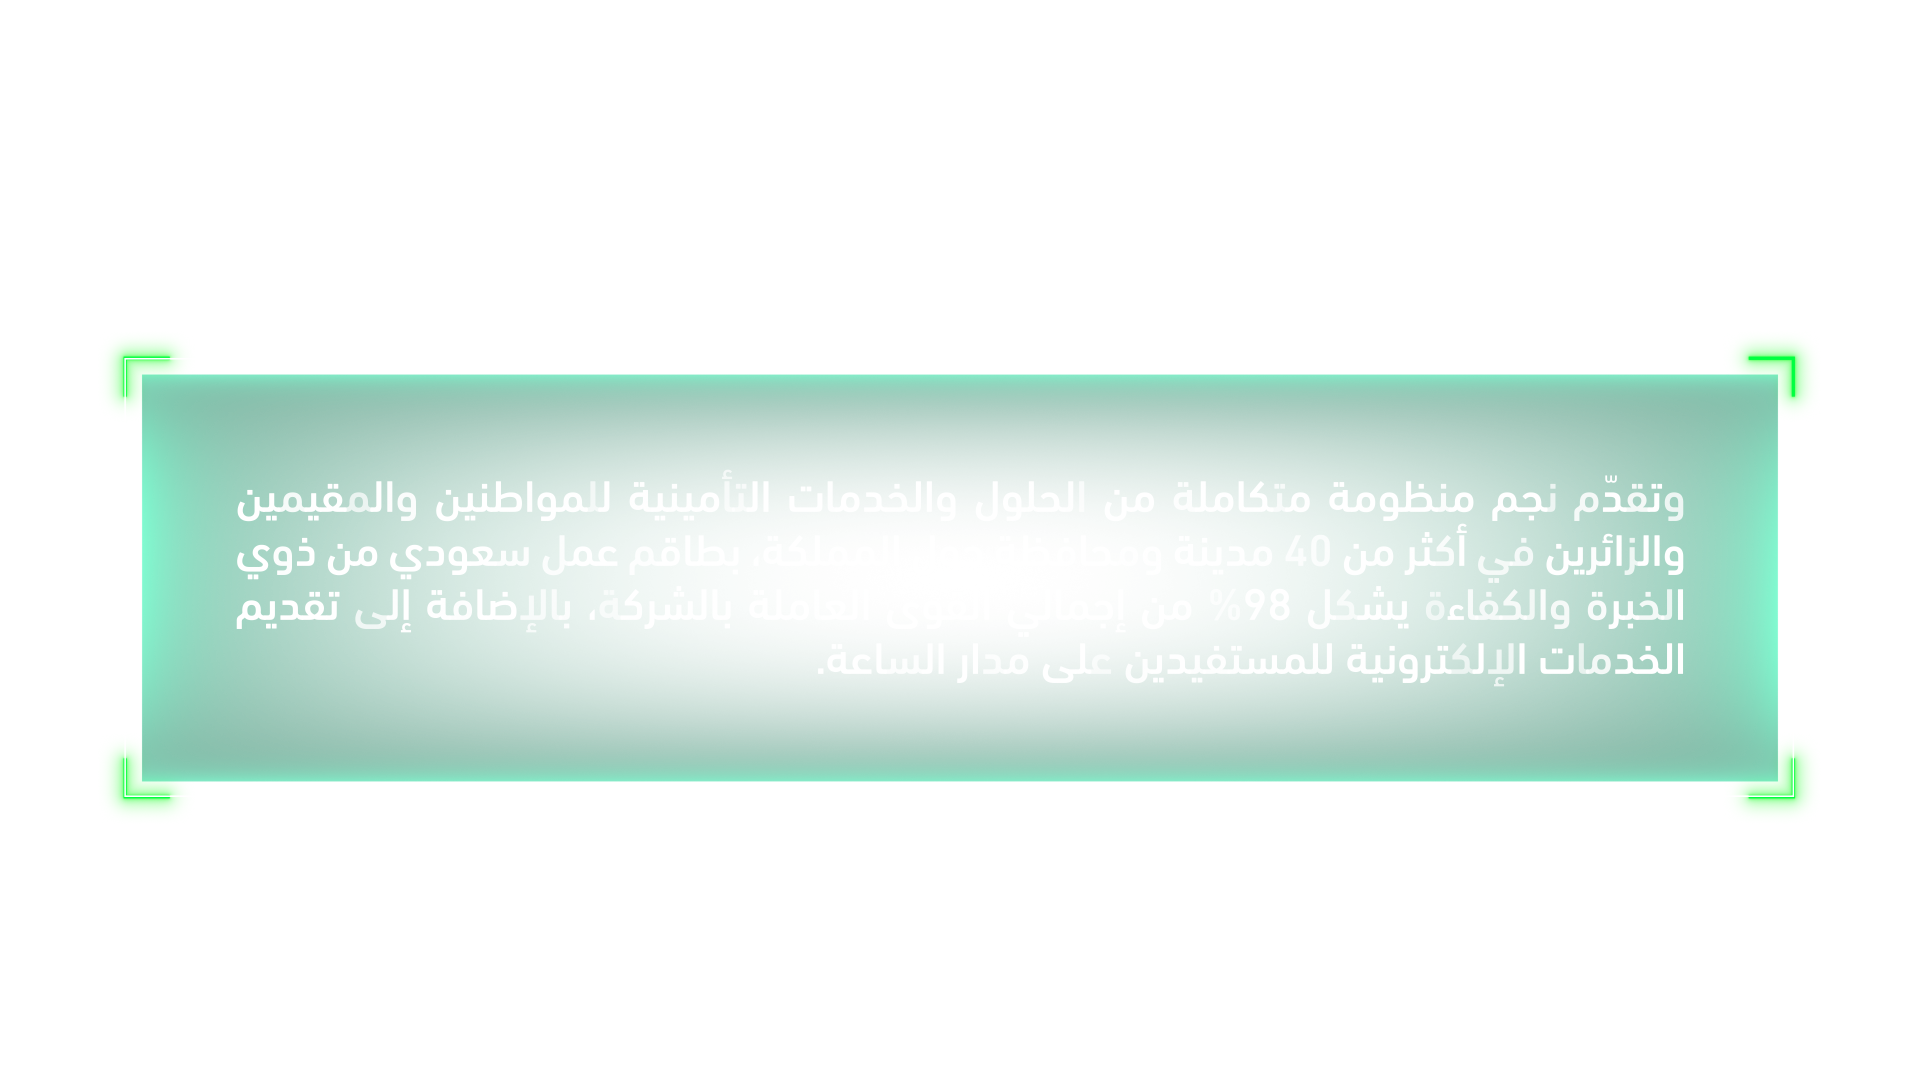 وتقدّم نجم منظومة متكاملة من الحلول والخدمات التأمينية للمواطنين والمقيمين
والزائرين في أكثر من 40 مدينة ومحافظة المملكة، بطاقم عمل سعودي من ذوي
الخبرة والكفاءة يشكل 98% من إجمالي القوى العاملة بالشركة، بالإضافة إلى تقديم
الخدمات الإلكترونية للمستفيدين على مدار الساعة.